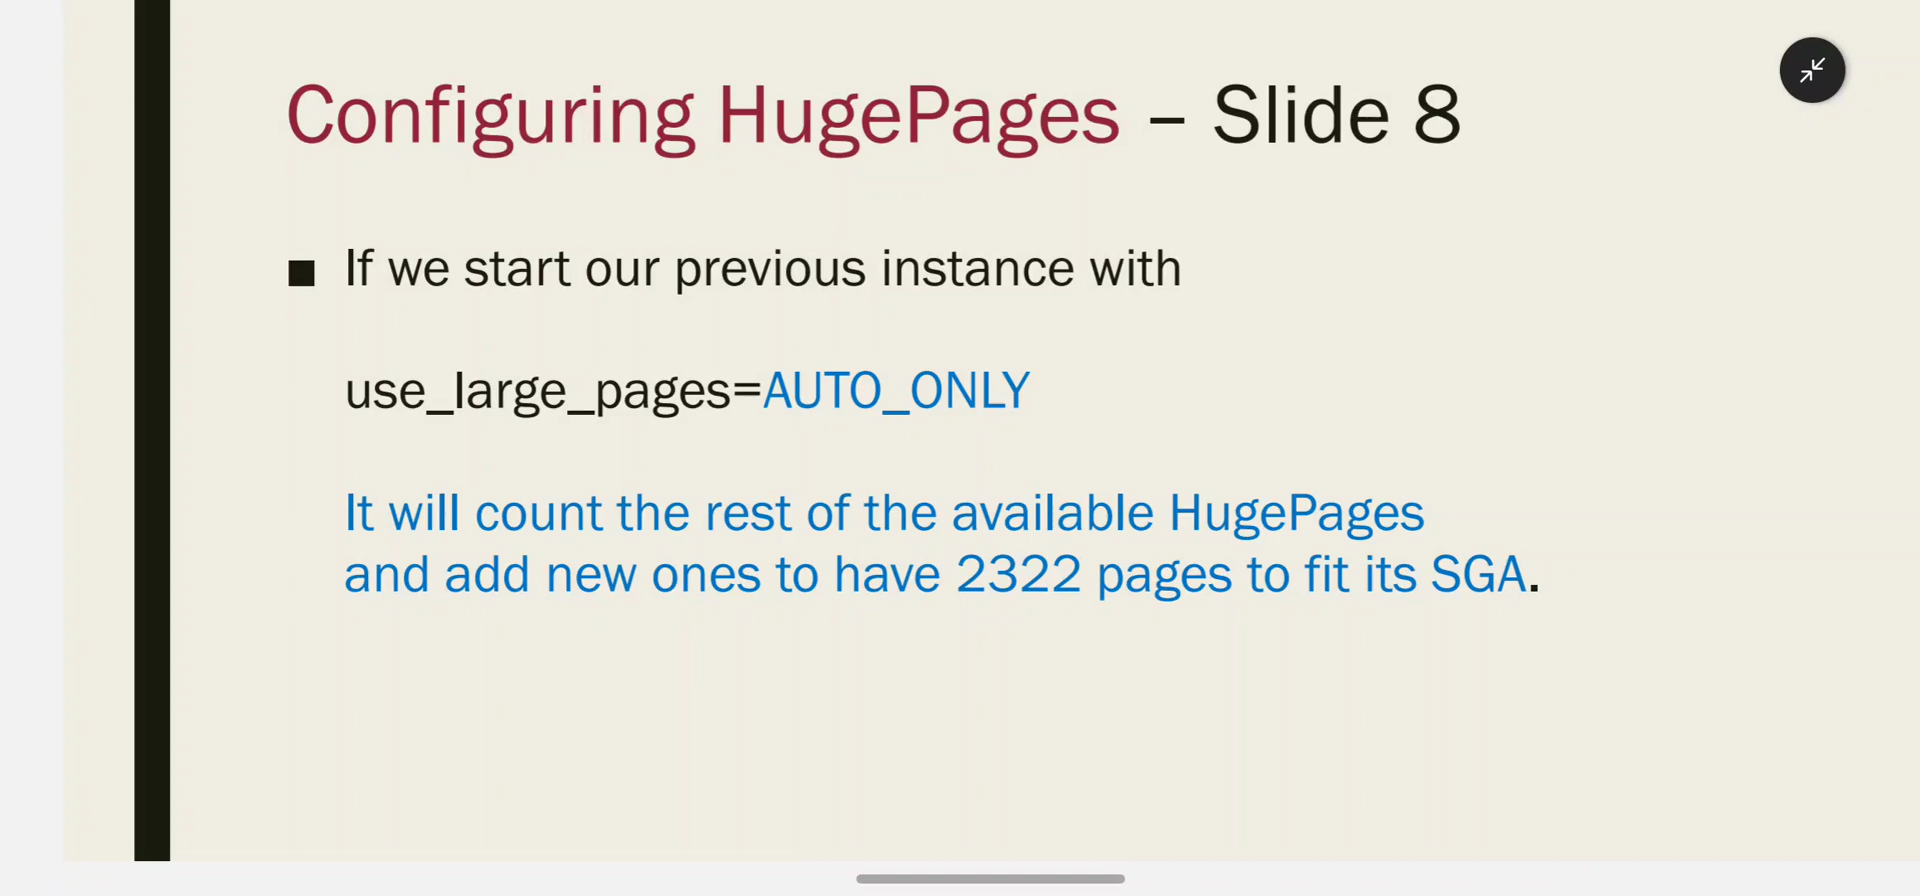 Configuring HugePages – Slide 8
■ If we start our previous instance with
use_large_pages=AUTO_ONLY
It will count the rest of the available HugePages
and add new ones to have 2322 pages to fit its SGA.